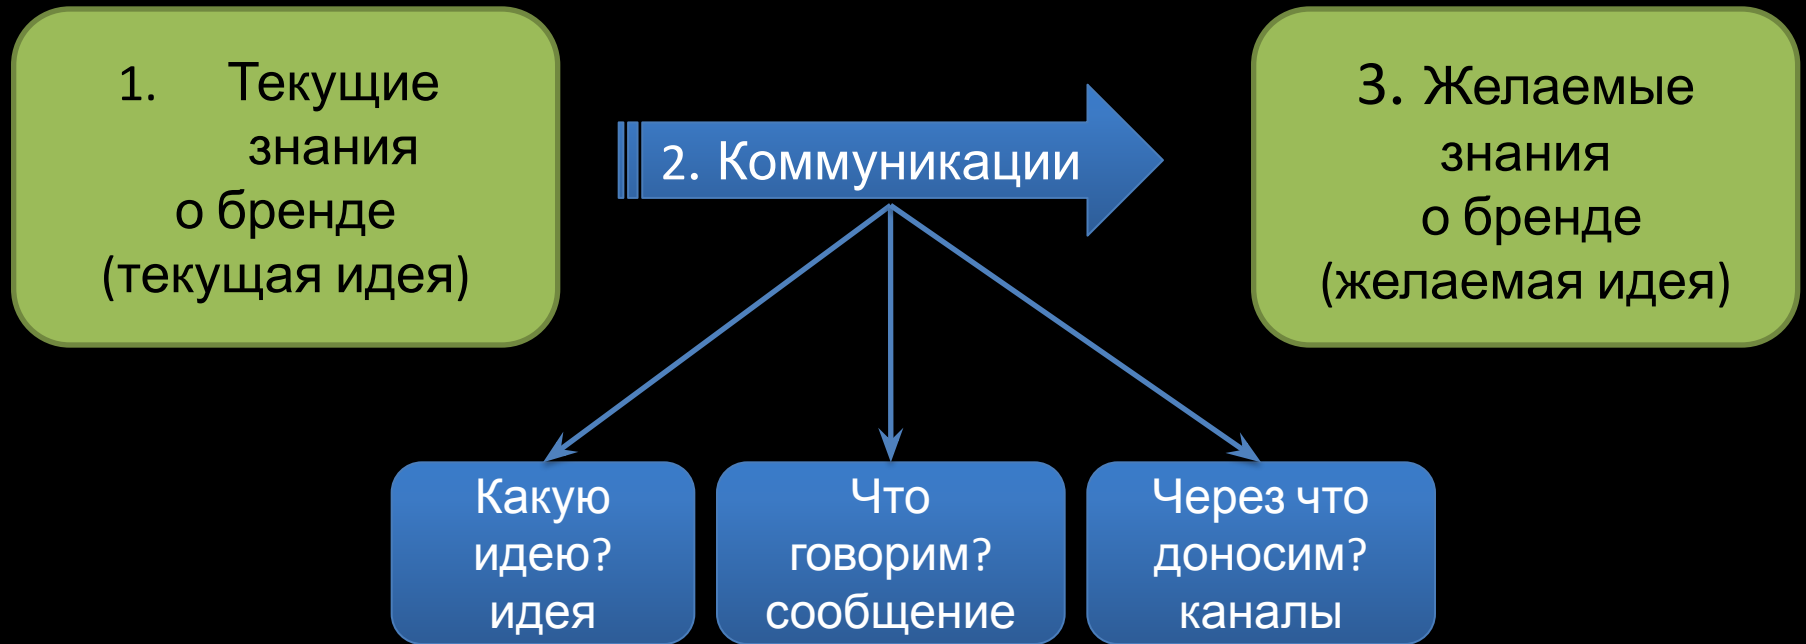 1. Текущие
знания
о бренде
(текущая идея)
2. Коммуникации
3. Желаемые
знания
о бренде
(желаемая идея)
Какую
идею?
идея
Что
говорим?
сообщение
Через что
доносим?
каналы